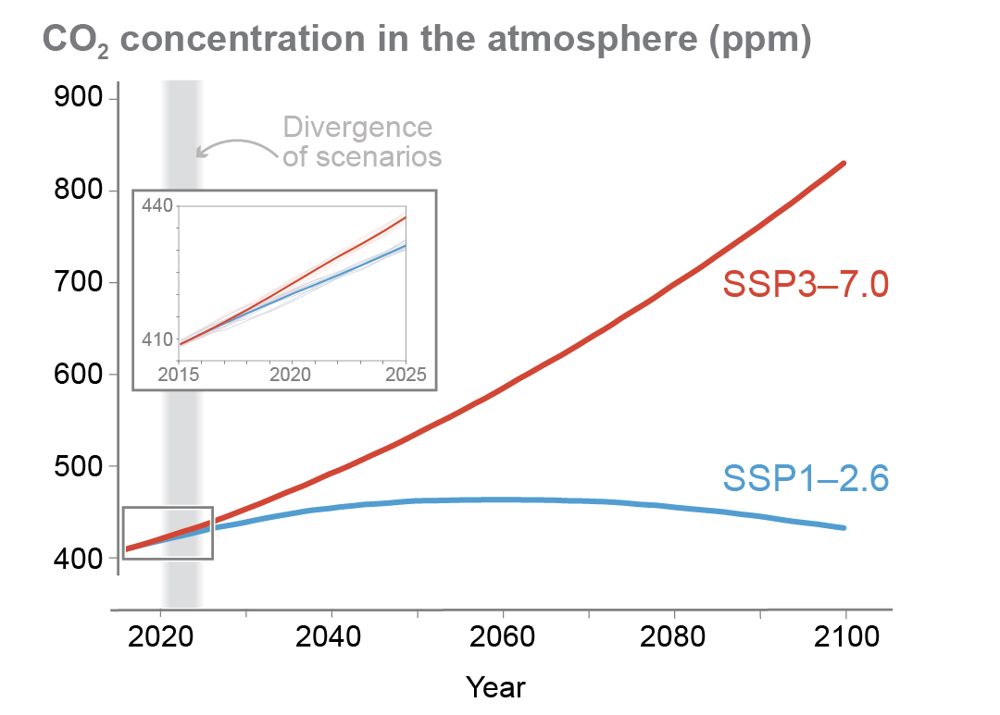 CO₂ concentration in the atmosphere (ppm)
900
Divergence
of scenarios
800
440
410
2015 2020 2025
700
SSP3–7.0
600
500
SSP1–2.6
400
2020 2040 2060 2080 2100
Year